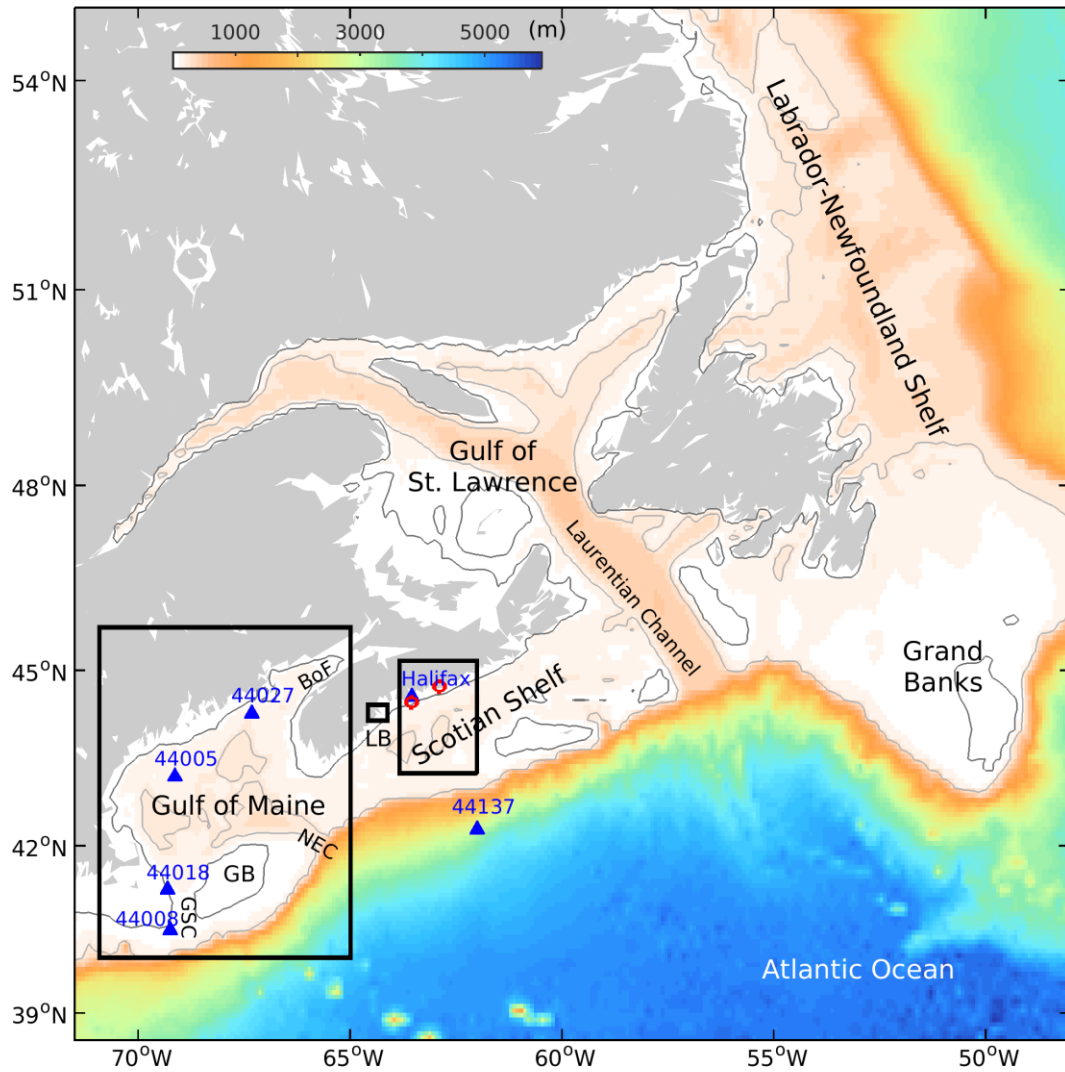 1000 3000 5000 (m)
54°N
51°N
48°N
45°N
42°N
39°N
70°W 65°W 60°W 55°W 50°W
Labrador-Newfoundland Shelf
Gulf of
St. Lawrence
Laurentian Channel
Grand
Banks
BoF
44027
Halifax
LB
Scotian Shelf
44005
Gulf of Maine
44137
NEC
44018
GB
44008
GSC
Atlantic Ocean